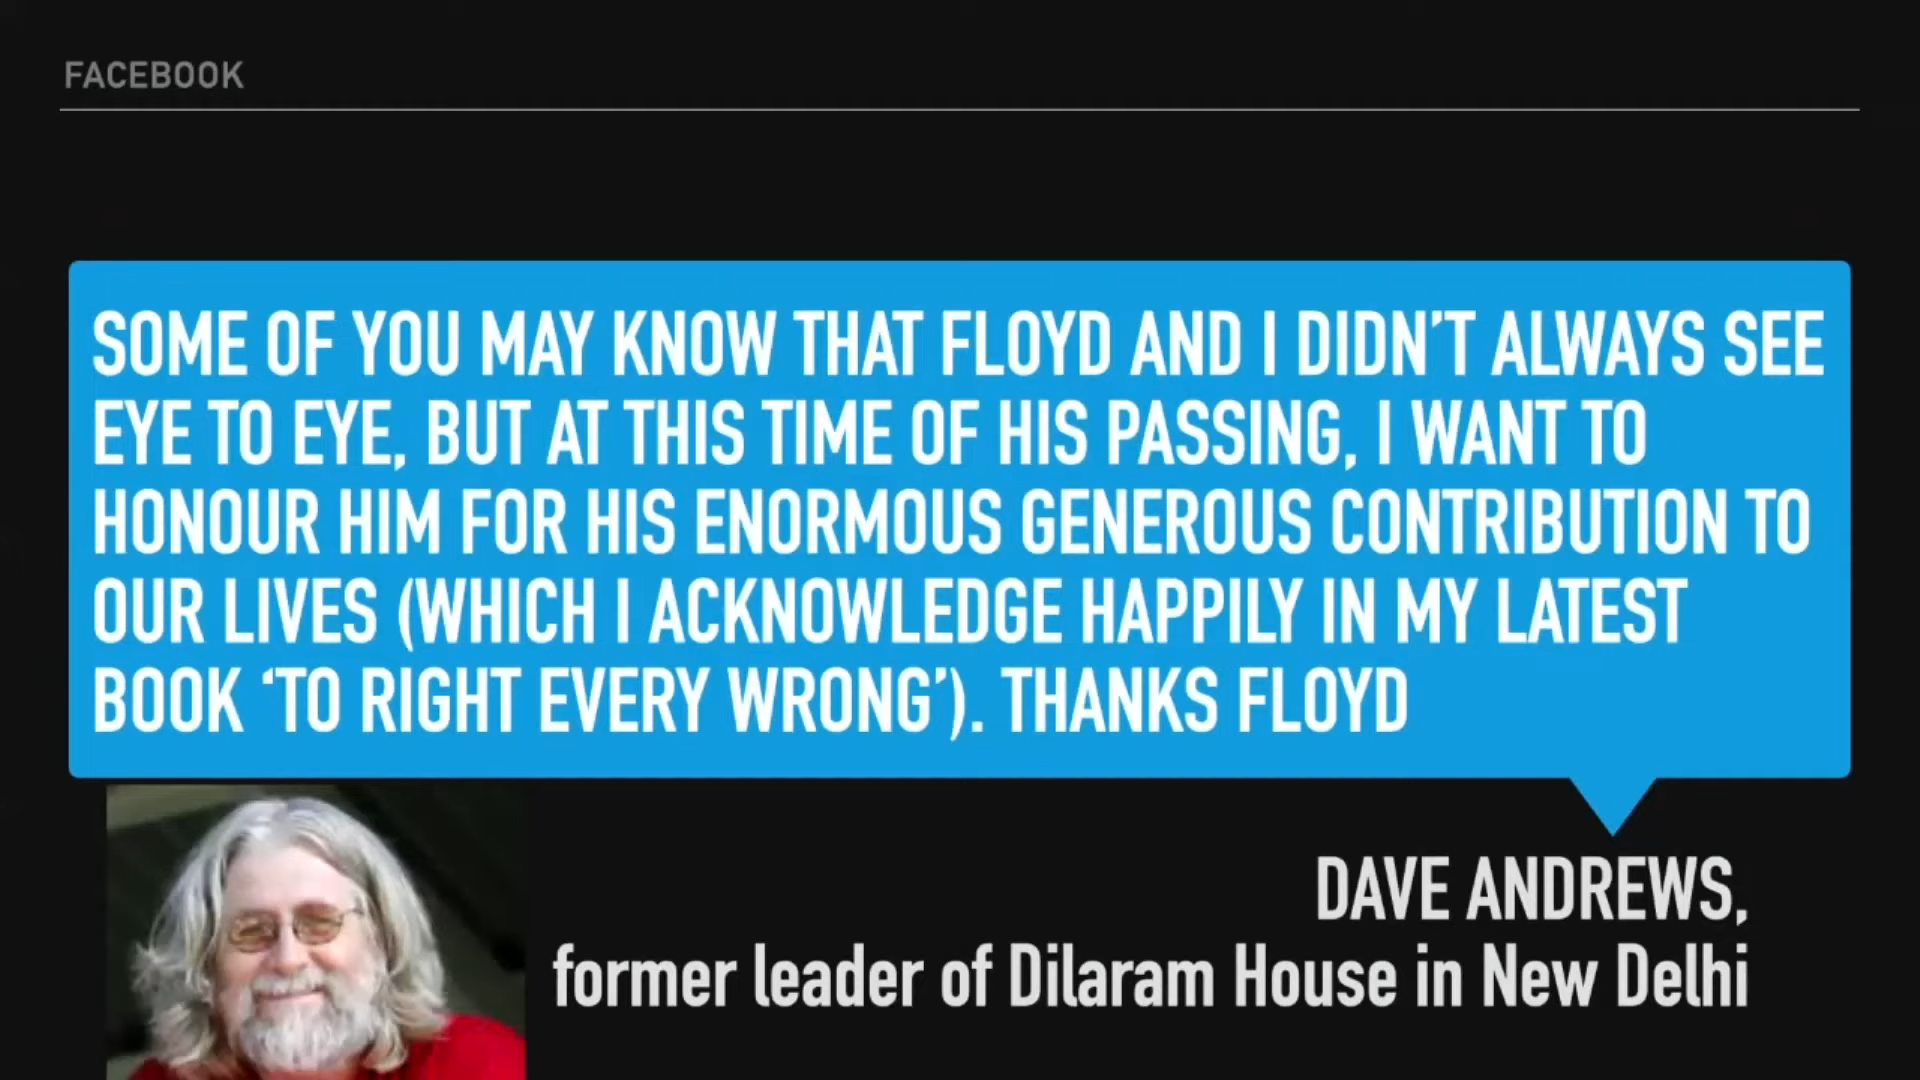 FACEBOOK
SOME OF YOU MAY KNOW THAT FLOYD AND I DIDN'T ALWAYS SEE
EYE TO EYE, BUT AT THIS TIME OF HIS PASSING, I WANT TO
HONOUR HIM FOR HIS ENORMOUS GENEROUS CONTRIBUTION TO
OUR LIVES (WHICH I ACKNOWLEDGE HAPPILY IN MY LATEST
BOOK ‘TO RIGHT EVERY WRONG’). THANKS FLOYD
DAVE ANDREWS,
former leader of Dilaram House in New Delhi